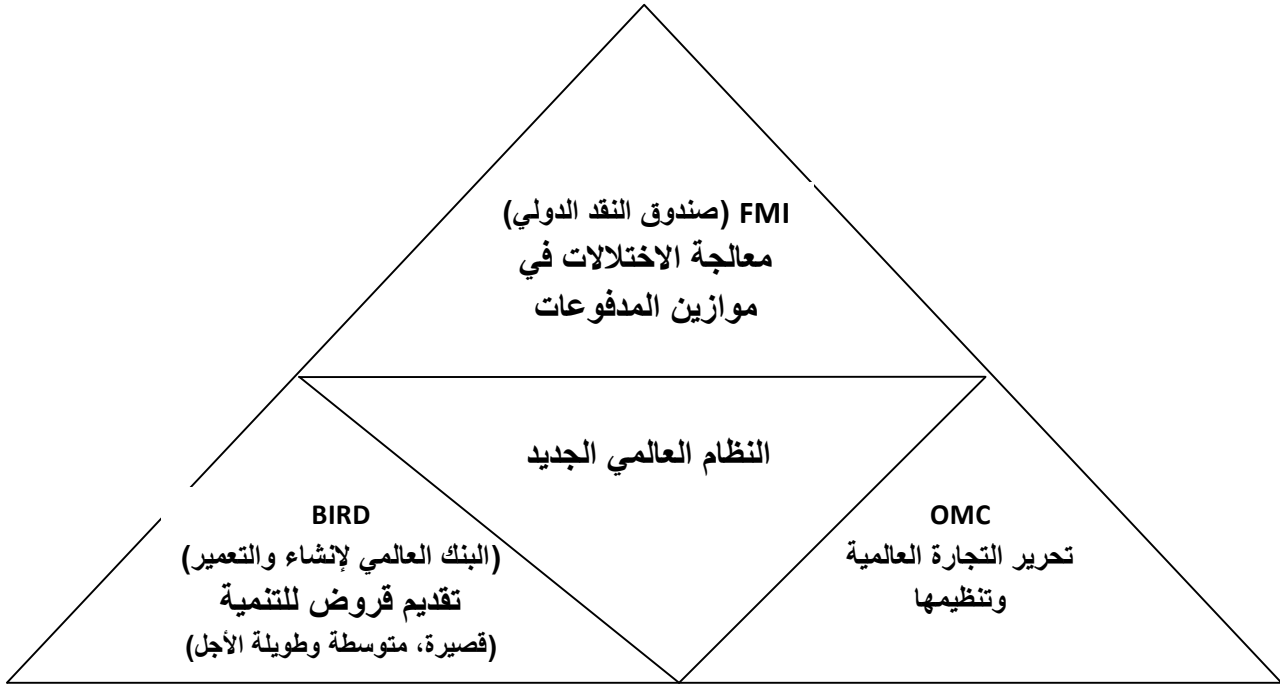 FMI (صندوق النقد الدولي)
معالجة الاختلالات في
موازين المدفوعات
النظام العالمي الجديد
OMC
تحرير التجارة العالمية
وتنظيمها
BIRD
(البنك العالمي لإنشاء والتعمير)
تقديم قروض للتنمية
(قصيرة، متوسطة وطويلة الأجل)